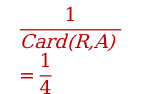 1
Card(R,A)
= 1
4